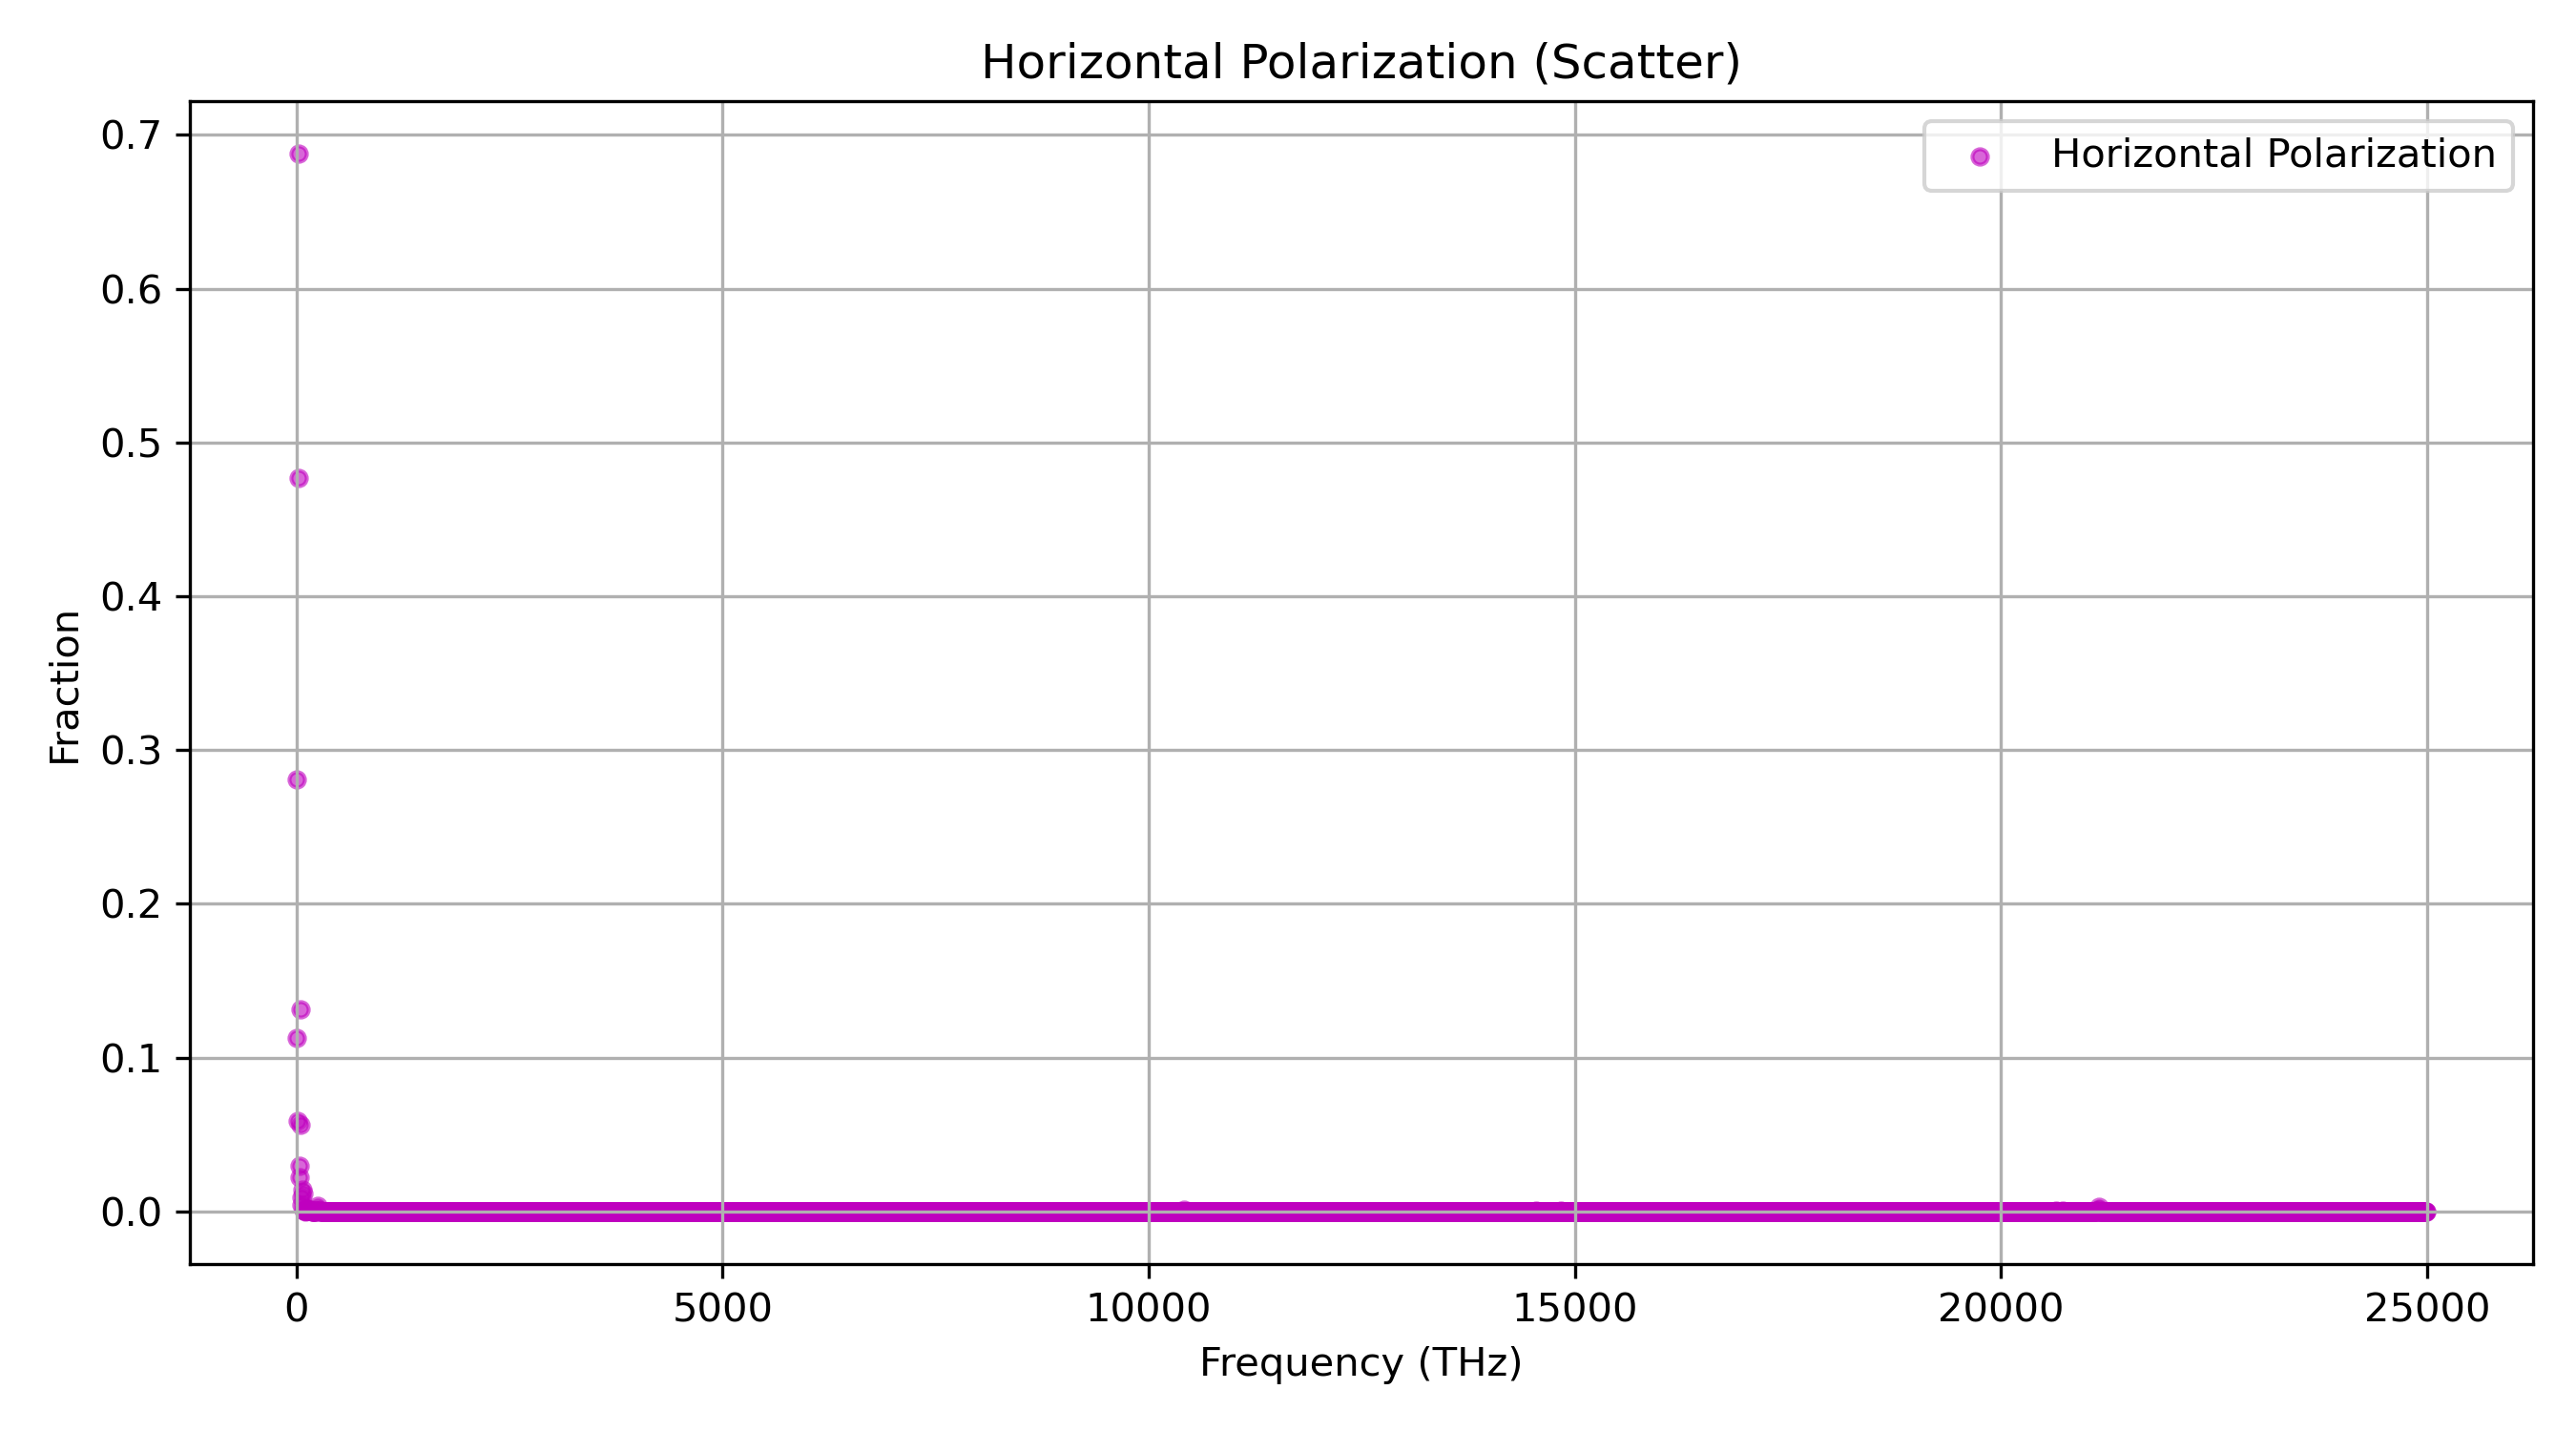 Horizontal Polarization (Scatter)
Horizontal Polarization
0.7
0.6
0.5
0.4
0.3
0.2
0.1
0.0
Fraction
0 5000 10000 15000 20000 25000
Frequency (THz)